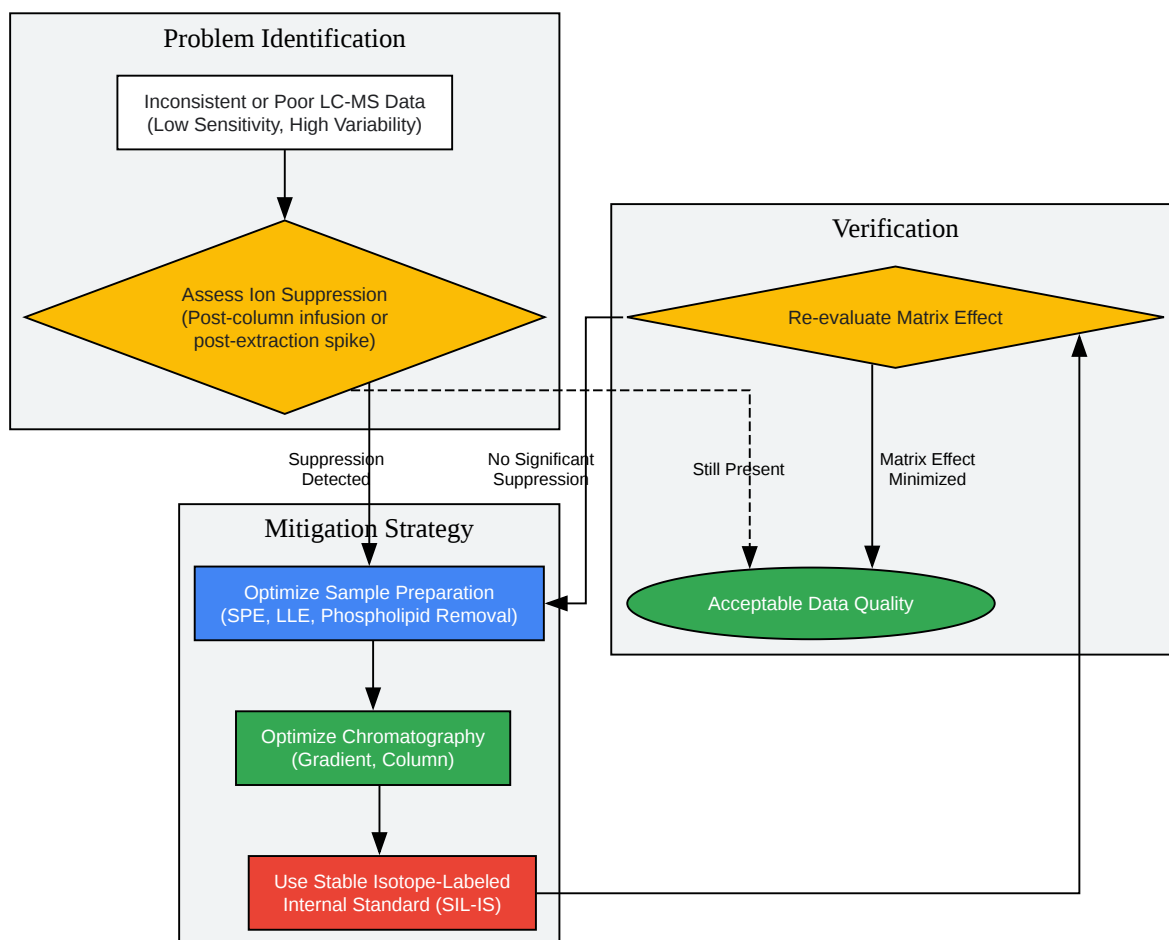 Problem Identification
Inconsistent or Poor LC-MS Data
(Low Sensitivity, High Variability)
Assess Ion Suppression
(Post-column infusion or
post-extraction spike)
Suppression
Detected
No Significant
Suppression
Still Present
Matrix Effect
Minimized
Verification
Re-evaluate Matrix Effect
Acceptable Data Quality
Mitigation Strategy
Optimize Sample Preparation
(SPE, LLE, Phospholipid Removal)
Optimize Chromatography
(Gradient, Column)
Use Stable Isotope-Labeled
Internal Standard (SIL-IS)